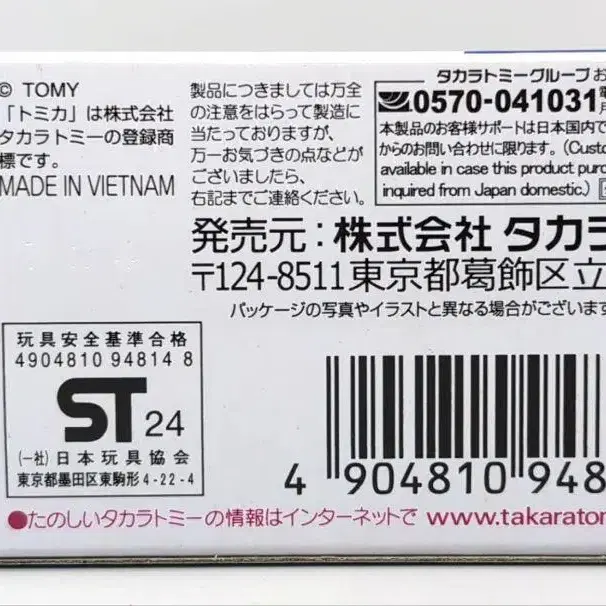 © TOMY
「トミカ」は株式会社
タカラトミーの登録商
標です。
MADE IN VIETNAM
製品につきましては万全
の注意をはらって製造に
当たっておりますが、
万一お気づきの点などが
ございましたら、
右記までご連絡ください。
タカラトミーグループお
0570-041031
本製品のお客様サポートは日本国内で
からのお問い合わせに限ります。(Custo
available in case this product purc
inquired from Japan domestic.)
発売元:株式会社 タカラ
〒124-8511東京都葛飾区立
パッケージの写真やイラストと異なる場合がございます
玩具安全基準合格
4904810 94814 8
ST 24
(一社)日本玩具協会
東京都墨田区東駒形4-22-4
4 904810 948
●たのしいタカラトミーの情報はインターネットで www.takarator